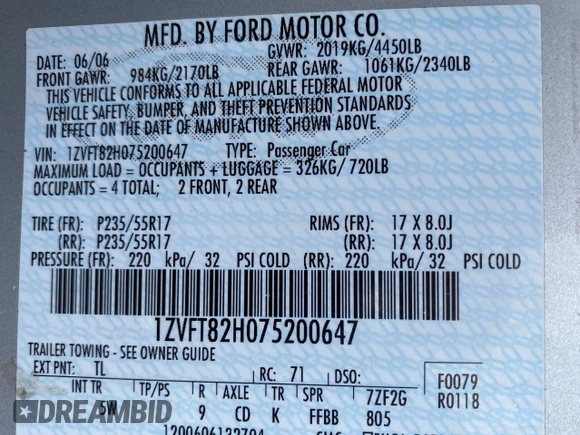 MFD. BY FORD MOTOR CO.
DATE: 06/06 GVWR: 2019KG/4450LB
FRONT GAWR: 984KG/2170LB REAR GAWR: 1061KG/2340LB
THIS VEHICLE CONFORMS TO ALL APPLICABLE FEDERAL MOTOR
VEHICLE SAFETY, BUMPER, AND THEFT PREVENTION STANDARDS
IN EFFECT ON THE DATE OF MANUFACTURE SHOWN ABOVE.
VIN: 1ZVFT82H075200647 TYPE: Passenger Car
MAXIMUM LOAD = OCCUPANTS + LUGGAGE = 326KG/720LB
OCCUPANTS = 4 TOTAL; 2 FRONT, 2 REAR
TIRE (FR): P235/55R17 RIMS (FR): 17 X 8.0J
(RR): P235/55R17 (RR): 17 X 8.0J
PRESSURE (FR): 220 kPa/ 32 PSI COLD (RR): 220 kPa/ 32 PSI COLD
1ZVFT82H075200647
TRAILER TOWING - SEE OWNER GUIDE
EXT PNT: TL RC: 71 DSO: F0079
INT TR TP/PS R AXLE TR SPR 7ZF2G R0118
5W 9 CD K FFBB 805
DREAMBID